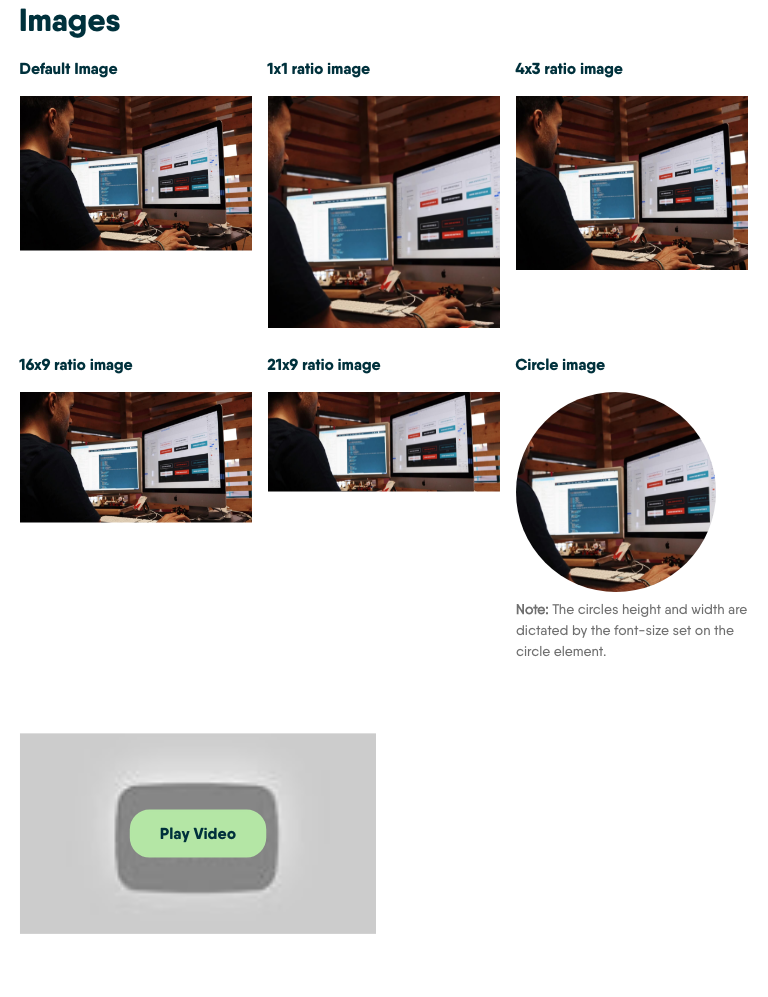 Images
Default Image
1x1 ratio image
4x3 ratio image
16x9 ratio image
21x9 ratio image
Circle image
Note: The circles height and width are
dictated by the font-size set on the
circle element.
Play Video